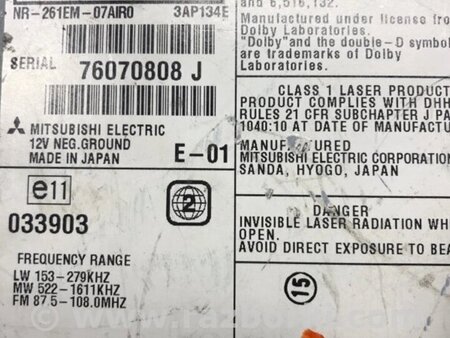 NR-261EM-07AIRO 3AP134E
SERIAL 76070808 J
MITSUBISHI ELECTRIC
12V NEG.GROUND
MADE IN JAPAN E-01
e11
033903
2
FREQUENCY RANGE
LW 153-279KHZ
MW 522-1611KHZ
FM 87.5-108.0MHZ
and 6,516,132.
Manufactured under license from
Dolby Laboratories.
"Dolby" and the double-D symbol
are trademarks of Dolby
Laboratories.
CLASS 1 LASER PRODUCT
PRODUCT COMPLIES WITH DHH
RULES 21 CFR SUBCHAPTER J PA
1040:10 AT DATE OF MANUFACTUR
MANUFACTURED
MITSUBISHI ELECTRIC CORPORATION
SANDA, HYOGO, JAPAN
DANGER
INVISIBLE LASER RADIATION WHE
OPEN.
AVOID DIRECT EXPOSURE TO BEA
15